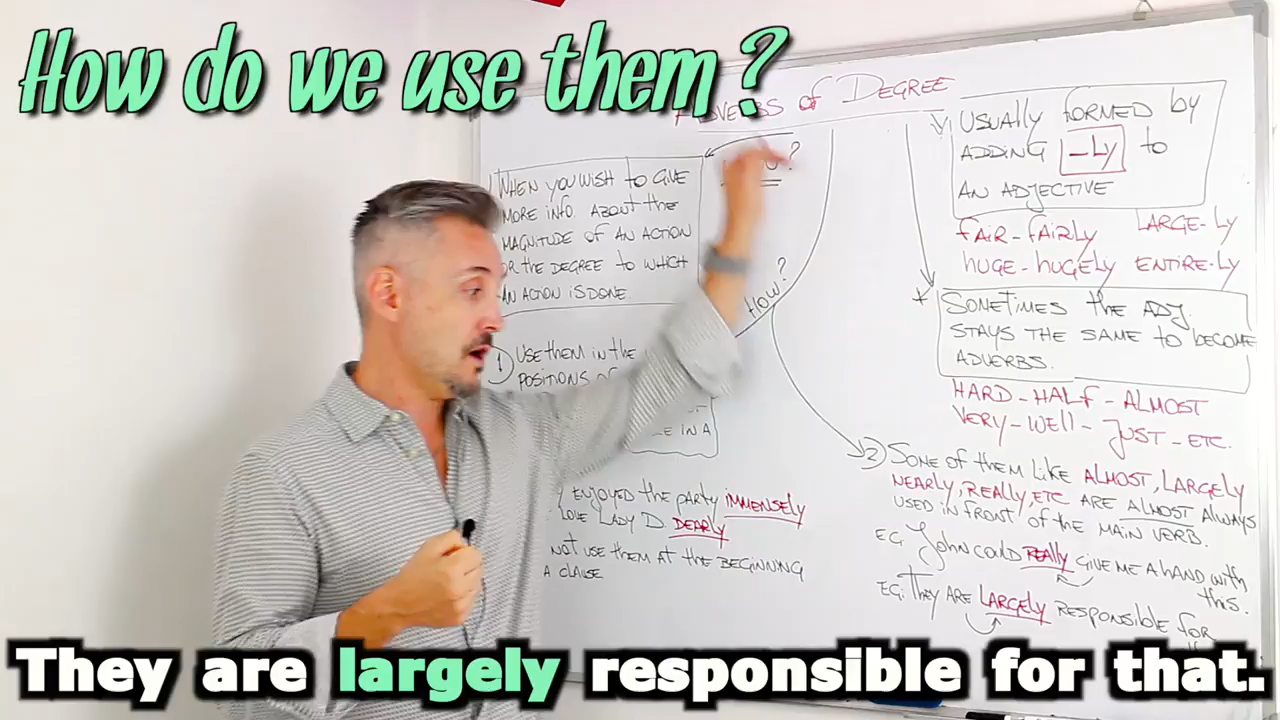 How do we use them?
ADVERBS of DEGREE
WHEN YOU WISH TO GIVE
MORE INFO. ABOUT THE
MAGNITUDE OF AN ACTION
OR THE DEGREE TO WHICH
AN ACTION IS DONE.
HOW?
1) USE THEM IN THE
POSITIONS OF
IN A
I ENJOYED THE PARTY IMMENSELY
LOVE LADY D DEARLY
NOT USE THEM AT THE BEGINNING
A CLAUSE
USUALLY FORMED BY
ADDING -LY TO
AN ADJECTIVE
FAIR - FAIRLY LARGE-LY
HUGE - HUGELY ENTIRE-LY
* SOMETIMES THE ADJ.
STAYS THE SAME TO BECOME
ADVERBS.
HARD - HALF - ALMOST
VERY - WELL - JUST - ETC.
2) SONE OF THEM LIKE ALMOST, LARGELY
NEARLY, REALLY, ETC ARE ALMOST ALWAYS
USED IN FRONT OF THE MAIN VERB.
EG. JOHN COULD REALLY GIVE ME A HAND WITH
THIS.
EG: THEY ARE LARGELY RESPONSIBLE FOR
They are largely responsible for that.